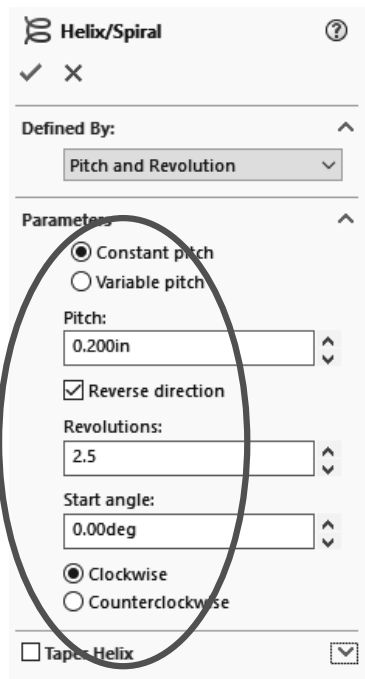 Helix/Spiral
Defined By:
Pitch and Revolution
Parameters
Constant pitch
Variable pitch
Pitch:
0.200in
Reverse direction
Revolutions:
2.5
Start angle:
0.00deg
Clockwise
Counterclockwise
Taper Helix